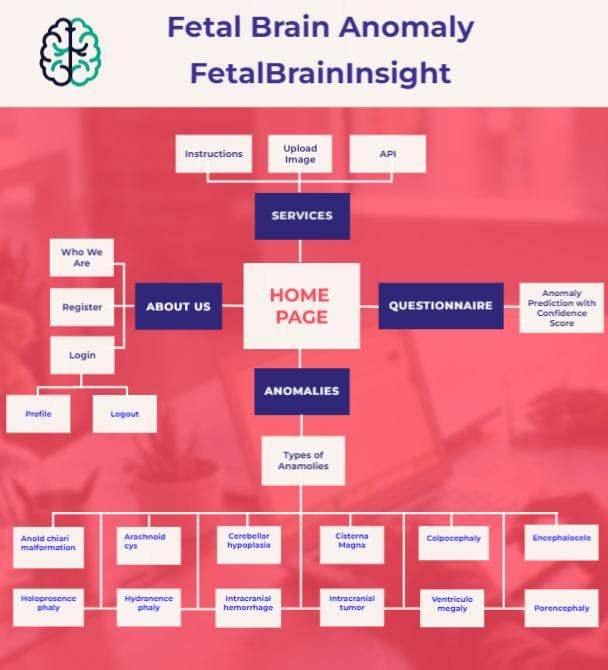 Fetal Brain Anomaly
FetalBrainInsight
Instructions
Upload
Image
API
SERVICES
Who We
Are
Register
Login
ABOUT US
HOME
PAGE
QUESTIONNAIRE
Anomaly
Prediction with
Confidence
Score
Profile
Logout
ANOMALIES
Types of
Anamolies
Anold chiari
malformation
Arachnoid
cys
Cerebellar
hypoplasia
Cisterna
Magna
Colpocephaly
Encephalocele
Holoprosence
phaly
Hydranence
phaly
Intracranial
hemorrhage
Intracranial
tumor
Ventriculo
megaly
Porencephaly